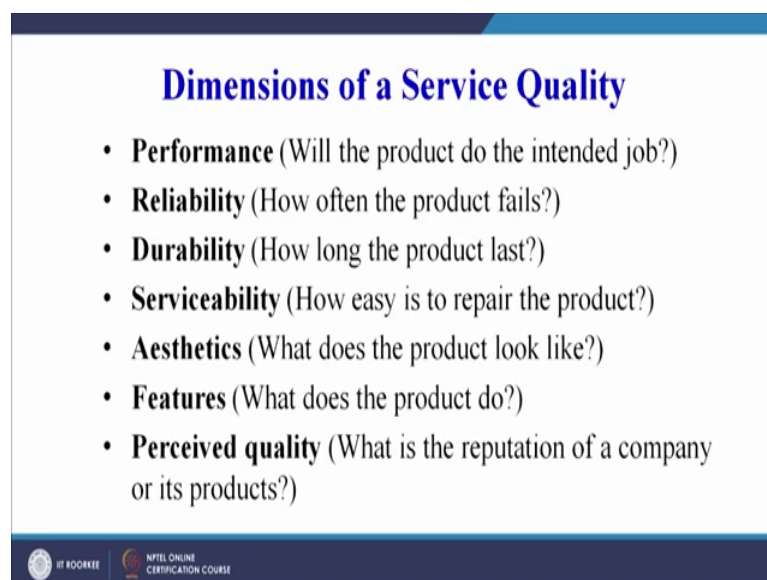 Dimensions of a Service Quality
• Performance (Will the product do the intended job?)
• Reliability (How often the product fails?)
• Durability (How long the product last?)
• Serviceability (How easy is to repair the product?)
• Aesthetics (What does the product look like?)
• Features (What does the product do?)
• Perceived quality (What is the reputation of a company
or its products?)
IIT ROORKEE
NPTEL ONLINE
CERTIFICATION COURSE